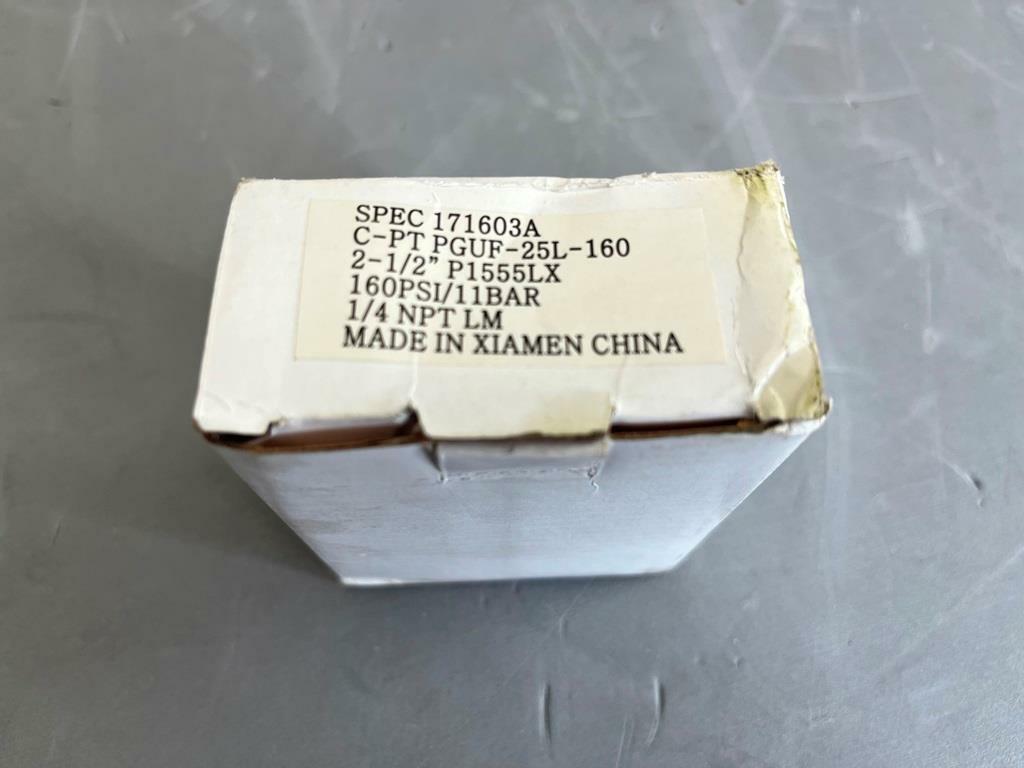 SPEC 171603A
C-PT PGUF-25L-160
2-1/2” P1555LX
160PSI/11BAR
1/4 NPT LM
MADE IN XIAMEN CHINA